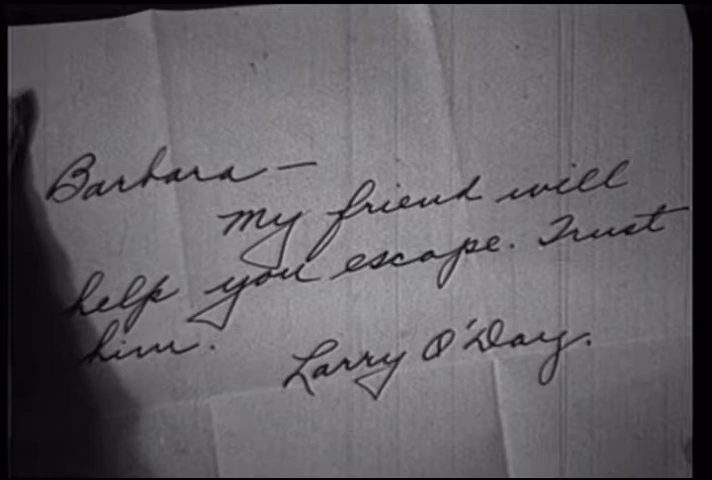 Barbara —
My friend will
help you escape. Trust
him.
Larry O'Day.